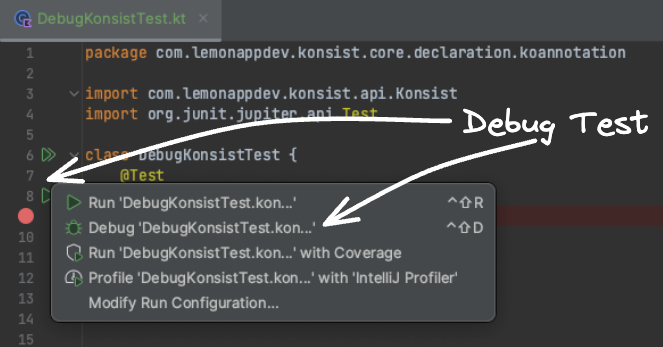 DebugKonsistTest.kt
1 package com.lemonappdev.konsist.core.declaration.koannotation
2
3 import com.lemonappdev.konsist.api.Konsist
4 import org.junit.jupiter.api.Test
5
Debug Test
6 class DebugKonsistTest {
7 @Test
8
Run 'DebugKonsistTest.kon...' ^⇧R
Debug 'DebugKonsistTest.kon...' ^⇧D
10
Run 'DebugKonsistTest.kon...' with Coverage
11
12
Profile 'DebugKonsistTest.kon...' with 'IntelliJ Profiler'
13
Modify Run Configuration...
14
15